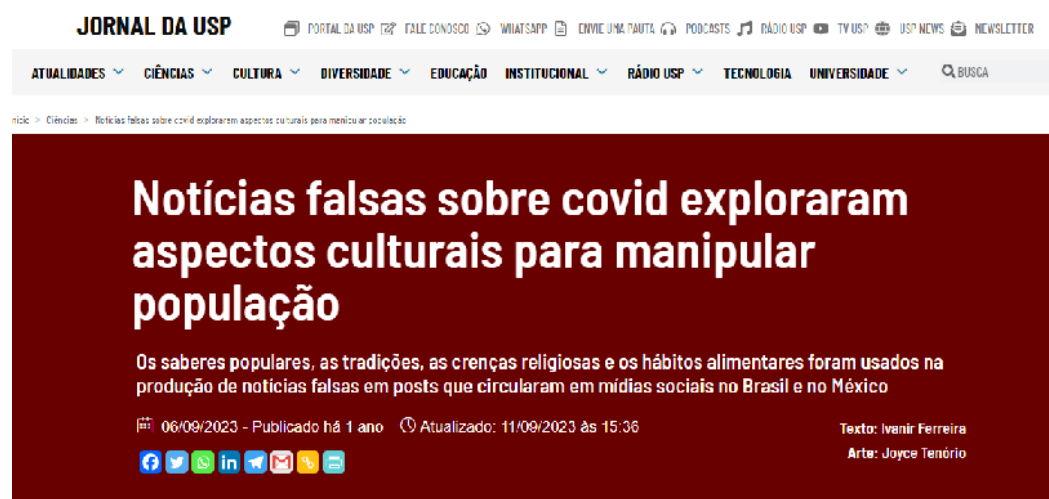 JORNAL DA USP
PORTAL DA USP FALE CONOSCO WHATSAPP ENVIE UMA PAUTA PODCASTS RÁDIO USP TV USP USP NEWS NEWSLETTER
ATUALIDADES CIÊNCIAS CULTURA DIVERSIDADE EDUCAÇÃO INSTITUCIONAL RÁDIO USP TECNOLOGIA UNIVERSIDADE BUSCA
nício > Ciências > Notícias falsas sobre covid exploraram aspectos culturais para manipular população
Notícias falsas sobre covid exploraram
aspectos culturais para manipular
população
Os saberes populares, as tradições, as crenças religiosas e os hábitos alimentares foram usados na
produção de notícias falsas em posts que circularam em mídias sociais no Brasil e no México
06/09/2023 - Publicado há 1 ano Atualizado: 11/09/2023 às 15:36
Texto: Ivanir Ferreira
Arte: Joyce Tenório